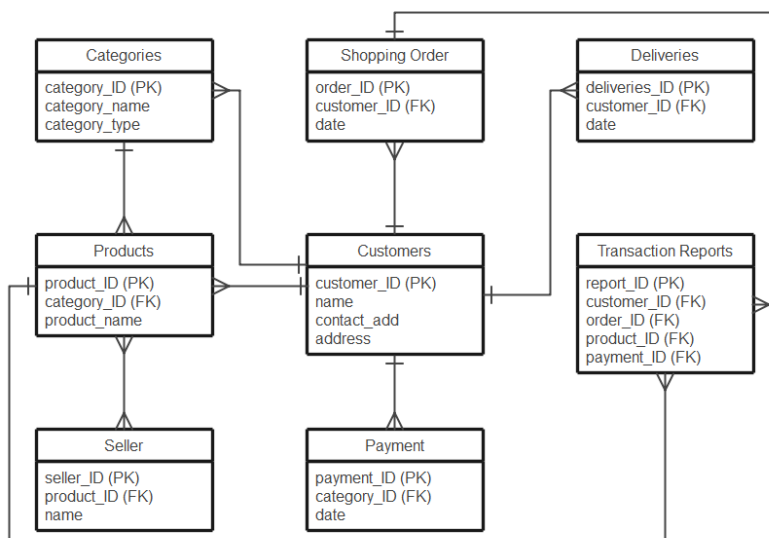 Categories
category_ID (PK)
category_name
category_type
Shopping Order
order_ID (PK)
customer_ID (FK)
date
Deliveries
deliveries_ID (PK)
customer_ID (FK)
date
Products
product_ID (PK)
category_ID (FK)
product_name
Customers
customer_ID (PK)
name
contact_add
address
Transaction Reports
report_ID (PK)
customer_ID (FK)
order_ID (FK)
product_ID (FK)
payment_ID (FK)
Seller
seller_ID (PK)
product_ID (FK)
name
Payment
payment_ID (PK)
category_ID (FK)
date